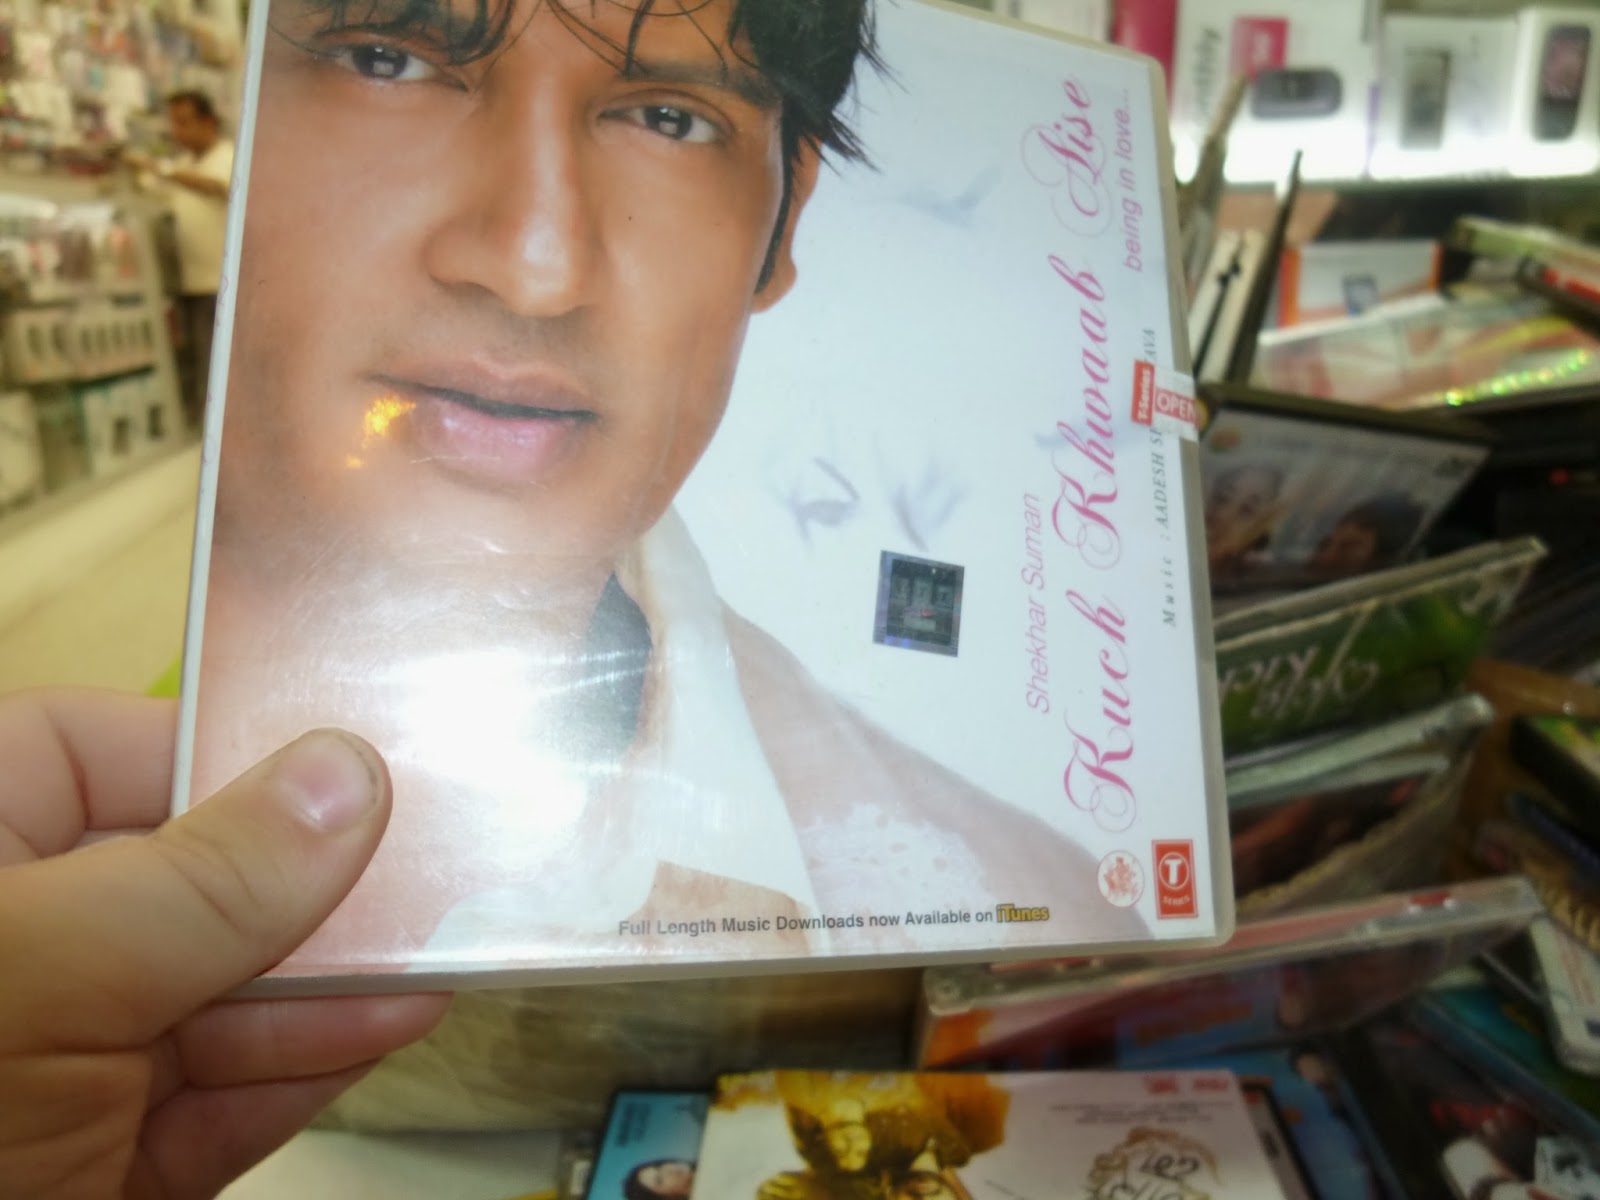 Shekhar Suman
Kuch Khwaab Aise
being in love...
Music : AADESH
T-Series
OPEN
T
SERIES
Full Length Music Downloads now Available on iTunes